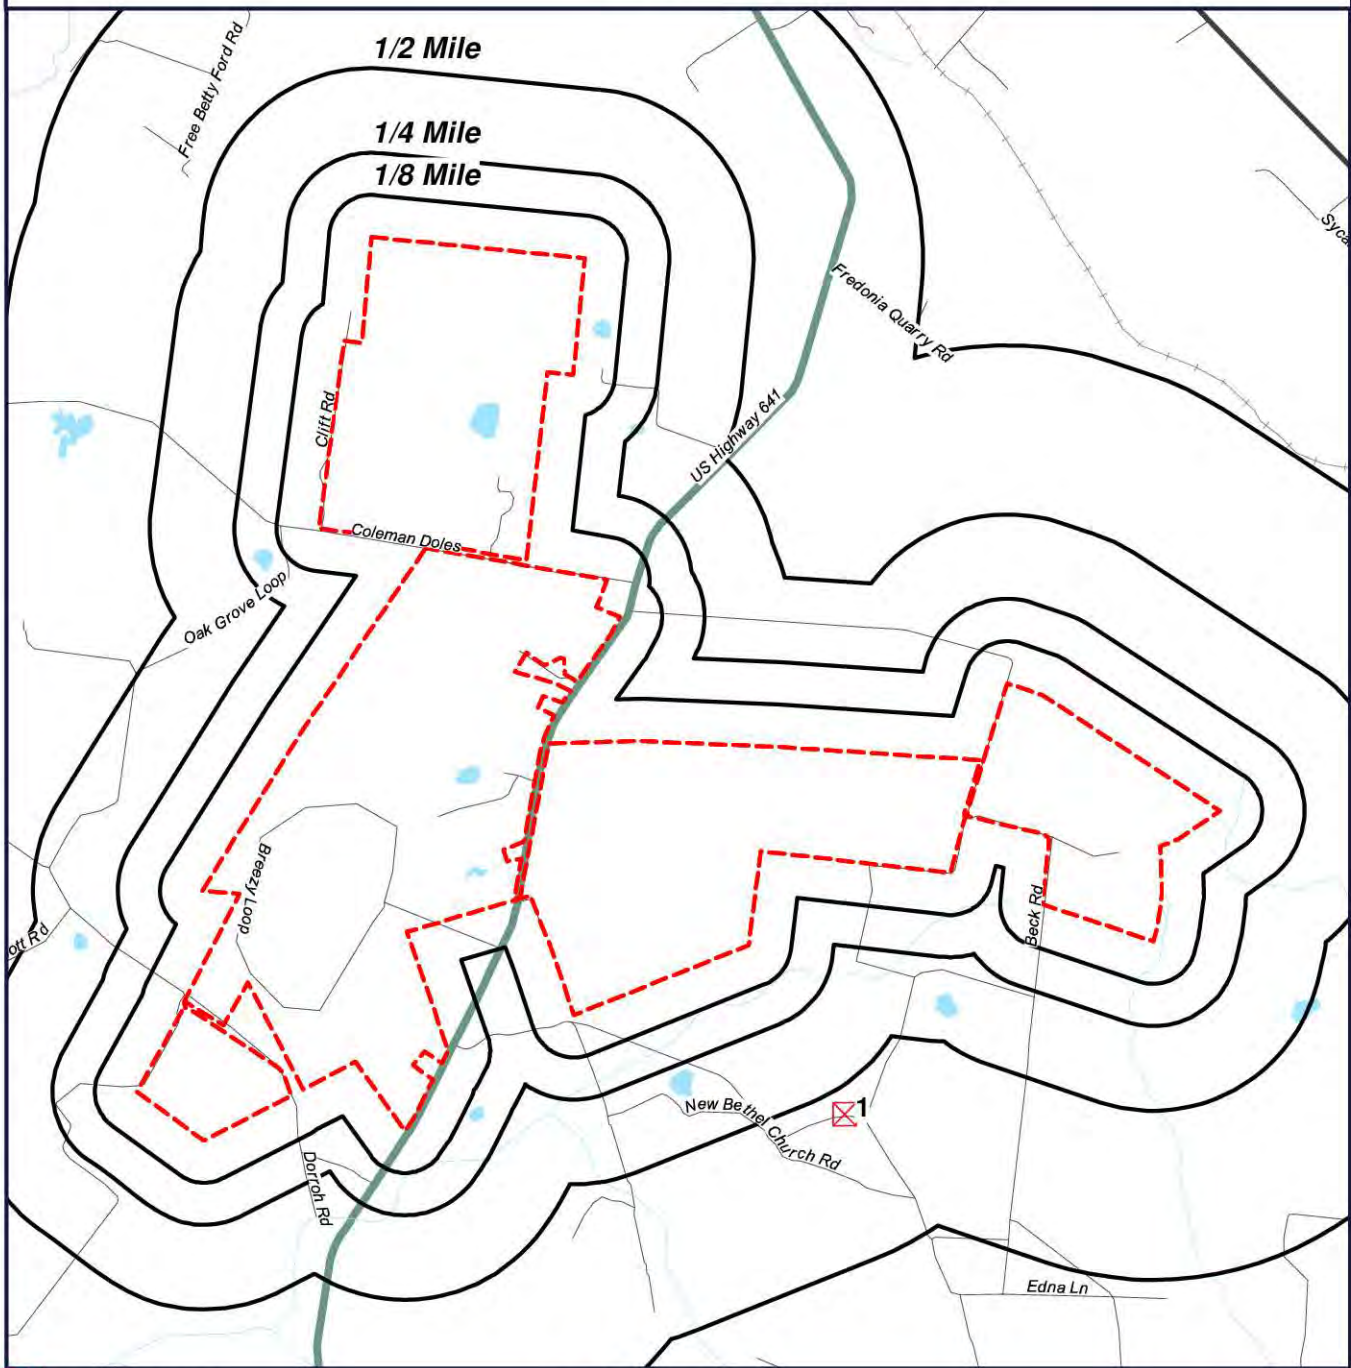 1/2 Mile
Free Betty Ford Rd
1/4 Mile
1/8 Mile
Syca
Fredonia Quarry Rd
Clift Rd
US Highway 641
Coleman Doles
Oak Grove Loop
Breezy Loop
Beck Rd
ott Rd
New Bethel Church Rd
1
Dorroh Rd
Edna Ln